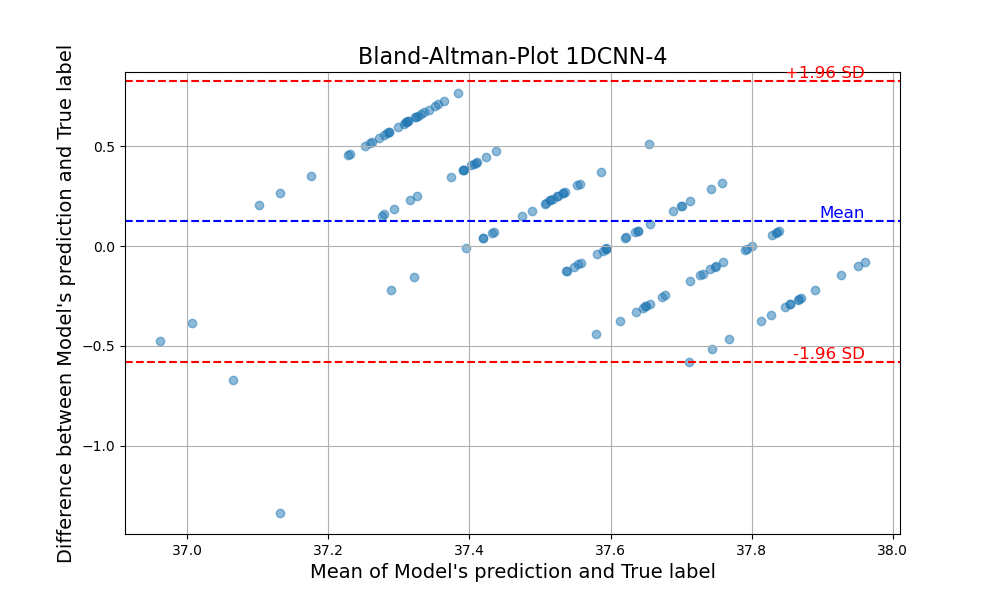 Bland-Altman-Plot 1DCNN-4
Difference between Model's prediction and True label
+1.96 SD
0.5
Mean
0.0
−0.5
-1.96 SD
−1.0
37.0 37.2 37.4 37.6 37.8 38.0
Mean of Model's prediction and True label